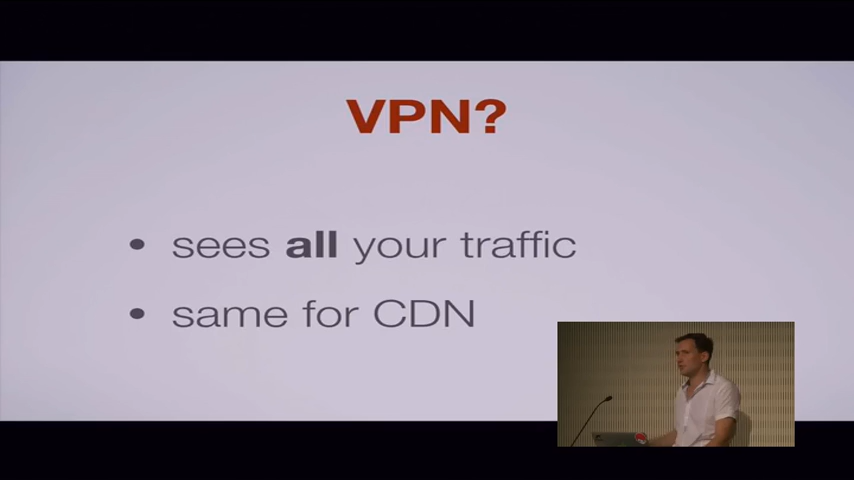 VPN?
• sees all your traffic
• same for CDN